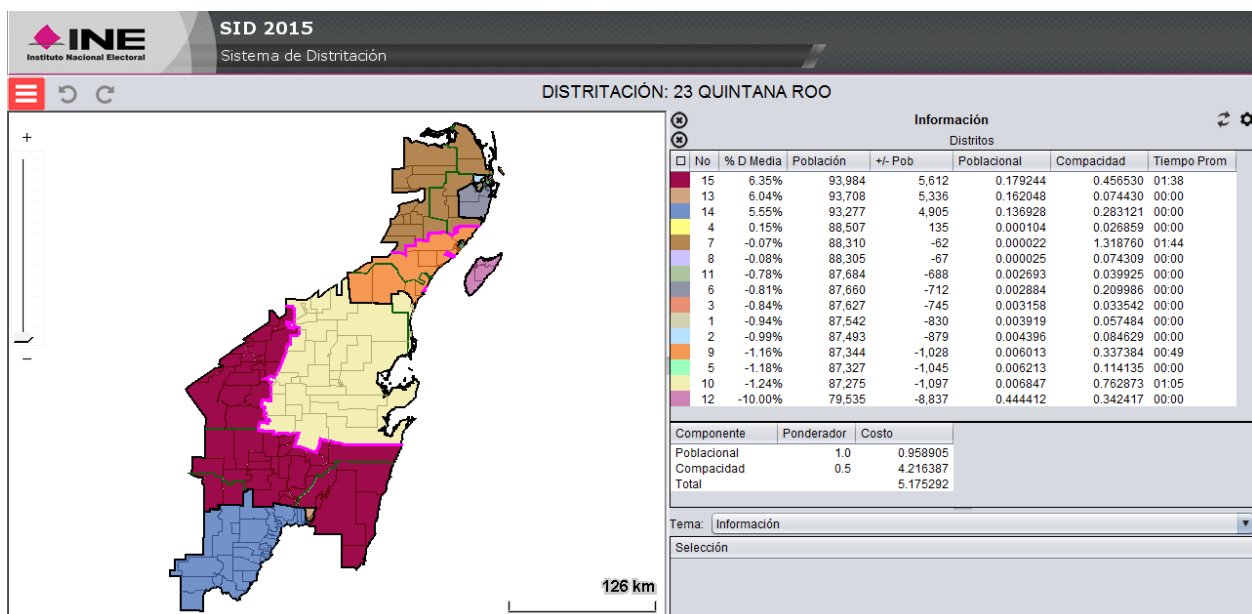 INE
Instituto Nacional Electoral
SID 2015
Sistema de Distritación
DISTRITACIÓN: 23 QUINTANA ROO
+
−
126 km
Información
Distritos
No % D Media Población +/- Pob Poblacional Compacidad Tiempo Prom
15 6.35% 93,984 5,612 0.179244 0.456530 01:38
13 6.04% 93,708 5,336 0.162048 0.074430 00:00
14 5.55% 93,277 4,905 0.136928 0.283121 00:00
4 0.15% 88,507 135 0.000104 0.026859 00:00
7 -0.07% 88,310 -62 0.000022 1.318760 01:44
8 -0.08% 88,305 -67 0.000025 0.074309 00:00
11 -0.78% 87,684 -688 0.002693 0.039925 00:00
6 -0.81% 87,660 -712 0.002884 0.209986 00:00
3 -0.84% 87,627 -745 0.003158 0.033542 00:00
1 -0.94% 87,542 -830 0.003919 0.057484 00:00
2 -0.99% 87,493 -879 0.004396 0.084629 00:00
9 -1.16% 87,344 -1,028 0.006013 0.337384 00:49
5 -1.18% 87,327 -1,045 0.006213 0.114135 00:00
10 -1.24% 87,275 -1,097 0.006847 0.762873 01:05
12 -10.00% 79,535 -8,837 0.444412 0.342417 00:00
Componente Ponderador Costo
Poblacional 1.0 0.958905
Compacidad 0.5 4.216387
Total 5.175292
Tema: Información
Selección